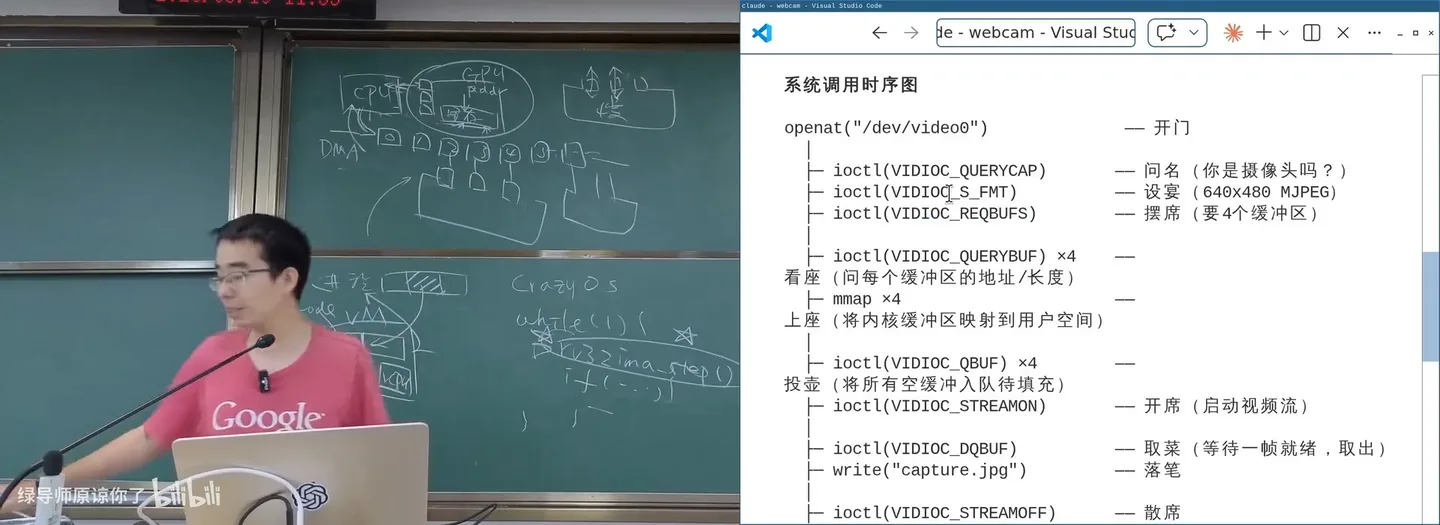 GPU
CPU
paddr
DMA
CrazyOS
while(1) {
rv32ima_step()
if (...)
}
VM
vcpu
Google
绿导师原谅你了 bilibili
claude - webcam - Visual Studio Code
de - webcam - Visual Stud
系统调用时序图
openat("/dev/video0") —— 开门
├─ ioctl(VIDIOC_QUERYCAP) —— 问名（你是摄像头吗？）
├─ ioctl(VIDIOC_S_FMT) —— 设宴（640x480 MJPEG）
├─ ioctl(VIDIOC_REQBUFS) —— 摆席（要4个缓冲区）
├─ ioctl(VIDIOC_QUERYBUF) ×4 ——
看座（问每个缓冲区的地址/长度）
├─ mmap ×4 ——
上座（将内核缓冲区映射到用户空间）
├─ ioctl(VIDIOC_QBUF) ×4 ——
投壶（将所有空缓冲入队待填充）
├─ ioctl(VIDIOC_STREAMON) —— 开席（启动视频流）
├─ ioctl(VIDIOC_DQBUF) —— 取菜（等待一帧就绪，取出）
├─ write("capture.jpg") —— 落笔
├─ ioctl(VIDIOC_STREAMOFF) —— 散席